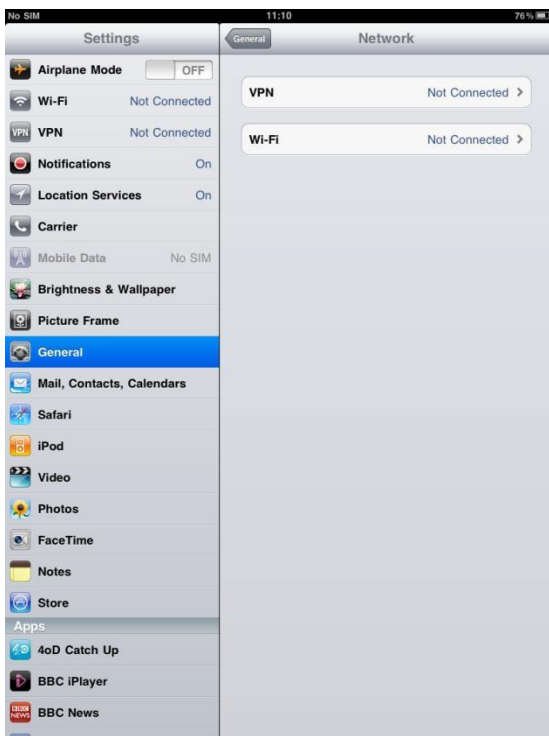 No SIM 11:10 76%
Settings
General Network
Airplane Mode OFF
Wi-Fi Not Connected
VPN VPN Not Connected
Notifications On
Location Services On
Carrier
Mobile Data No SIM
Brightness & Wallpaper
Picture Frame
General
Mail, Contacts, Calendars
Safari
iPod
Video
Photos
FaceTime
Notes
Store
Apps
4oD Catch Up
BBC iPlayer
BBC NEWS BBC News
VPN Not Connected
Wi-Fi Not Connected